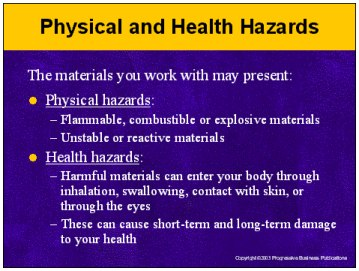 Physical and Health Hazards
The materials you work with may present:
Physical hazards:
– Flammable, combustible or explosive materials
– Unstable or reactive materials
Health hazards:
– Harmful materials can enter your body through
inhalation, swallowing, contact with skin, or
through the eyes
– These can cause short-term and long-term damage
to your health
Copyright ©2003 Progressive Business Publications